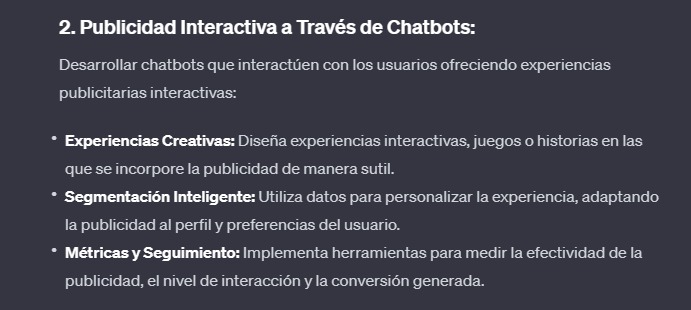 2. Publicidad Interactiva a Través de Chatbots:
Desarrollar chatbots que interactúen con los usuarios ofreciendo experiencias
publicitarias interactivas:
• Experiencias Creativas: Diseña experiencias interactivas, juegos o historias en las
que se incorpore la publicidad de manera sutil.
• Segmentación Inteligente: Utiliza datos para personalizar la experiencia, adaptando
la publicidad al perfil y preferencias del usuario.
• Métricas y Seguimiento: Implementa herramientas para medir la efectividad de la
publicidad, el nivel de interacción y la conversión generada.